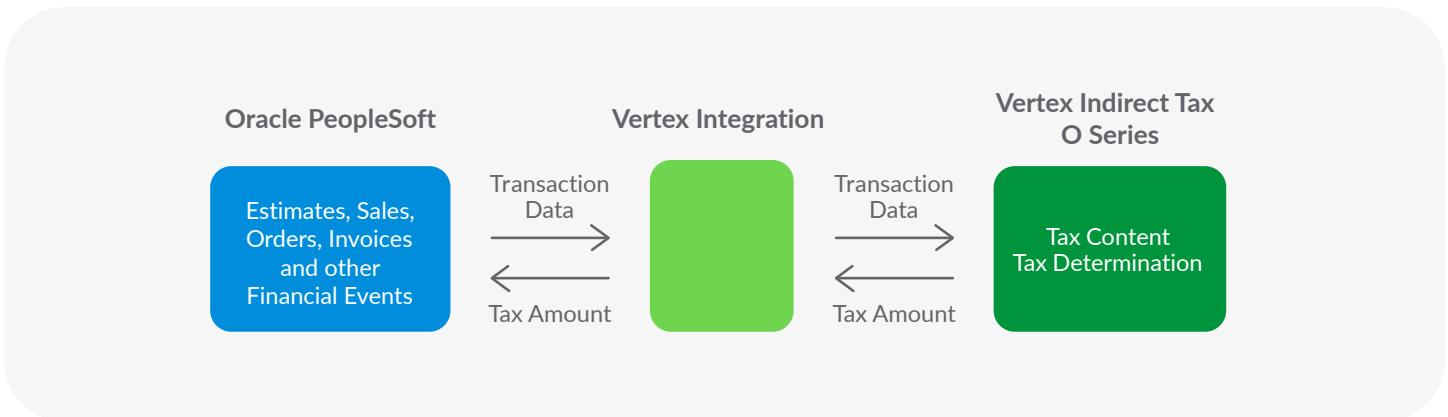 Oracle PeopleSoft
Estimates, Sales,
Orders, Invoices
and other
Financial Events
Transaction
Data
Tax Amount
Vertex Integration
Transaction
Data
Tax Amount
Vertex Indirect Tax
O Series
Tax Content
Tax Determination